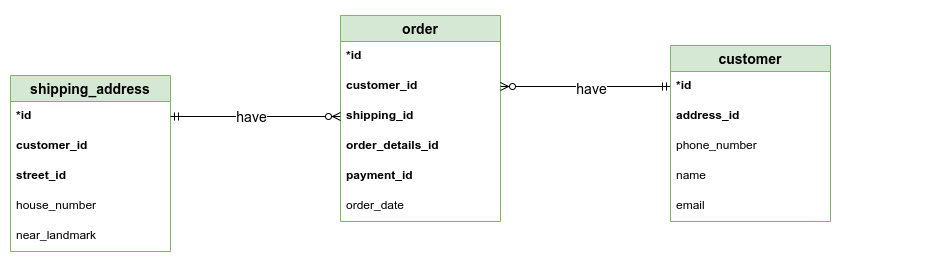 shipping_address
*id
customer_id
street_id
house_number
near_landmark
have
order
*id
customer_id
shipping_id
order_details_id
payment_id
order_date
have
customer
*id
address_id
phone_number
name
email